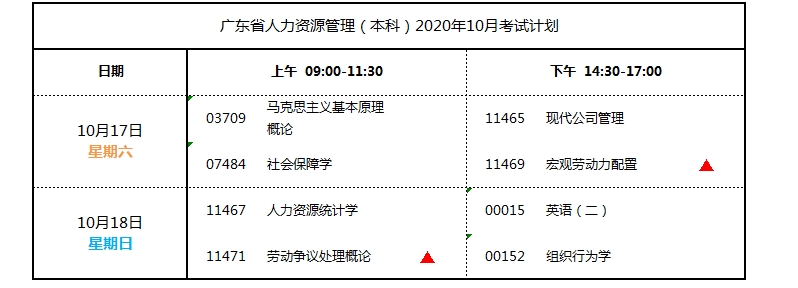 广东省人力资源管理（本科）2020年10月考试计划
日期 上午 09:00-11:30 下午 14:30-17:00
10月17日
星期六
03709 马克思主义基本原理
概论
11465 现代公司管理
07484 社会保障学
11469 宏观劳动力配置
10月18日
星期日
11467 人力资源统计学
00015 英语（二）
11471 劳动争议处理概论
00152 组织行为学